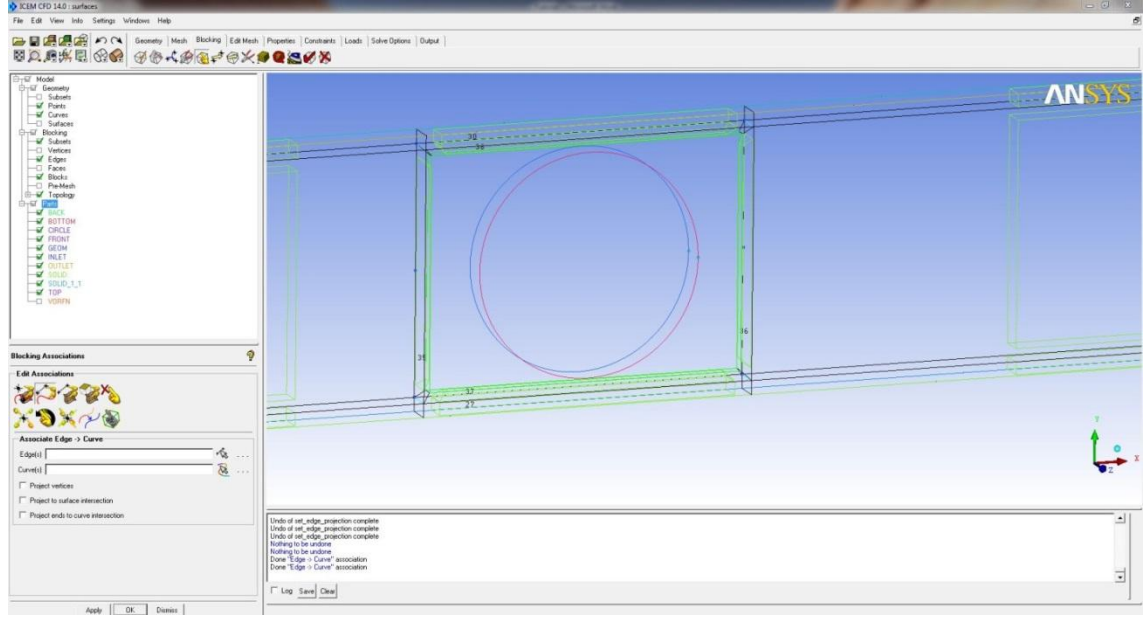 ICEM CFD 14.0 : surfaces
File Edit View Info Settings Windows Help
Geometry Mesh Blocking Edit Mesh Properties Constraints Loads Solve Options Output
Model
Geometry
Subsets
Points
Curves
Surfaces
Blocking
Subsets
Vertices
Edges
Faces
Blocks
Pre-Mesh
Topology
Parts
BACK
BOTTOM
CIRCLE
FRONT
GEOM
INLET
OUTLET
SOLID
SOLID_1_1
TOP
VORFN
ANSYS
38
36
35
37
27
Y
X
Z
Blocking Associations
Edit Associations
Associate Edge -> Curve
Edge(s)
Curve(s)
Project vertices
Project to surface intersection
Project ends to curve intersection
Apply OK Dismiss
Undo of set_edge_projection complete
Undo of set_edge_projection complete
Undo of set_edge_projection complete
Nothing to be undone
Nothing to be undone
Done "Edge -> Curve" association
Done "Edge -> Curve" association
Log Save Clear